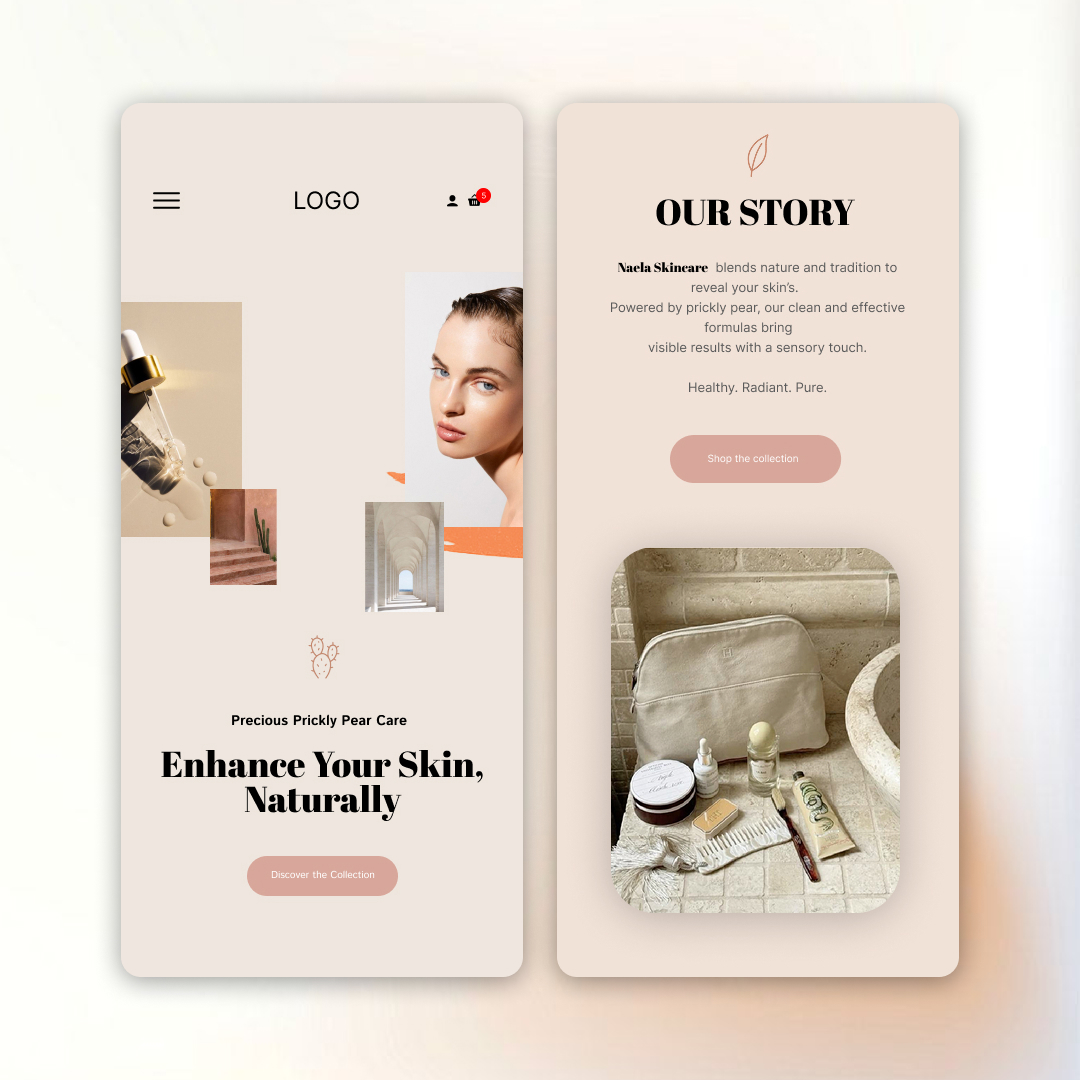 LOGO
5
Precious Prickly Pear Care
Enhance Your Skin,
Naturally
Discover the Collection
OUR STORY
Naela Skincare blends nature and tradition to
reveal your skin’s.
Powered by prickly pear, our clean and effective
formulas bring
visible results with a sensory touch.
Healthy. Radiant. Pure.
Shop the collection